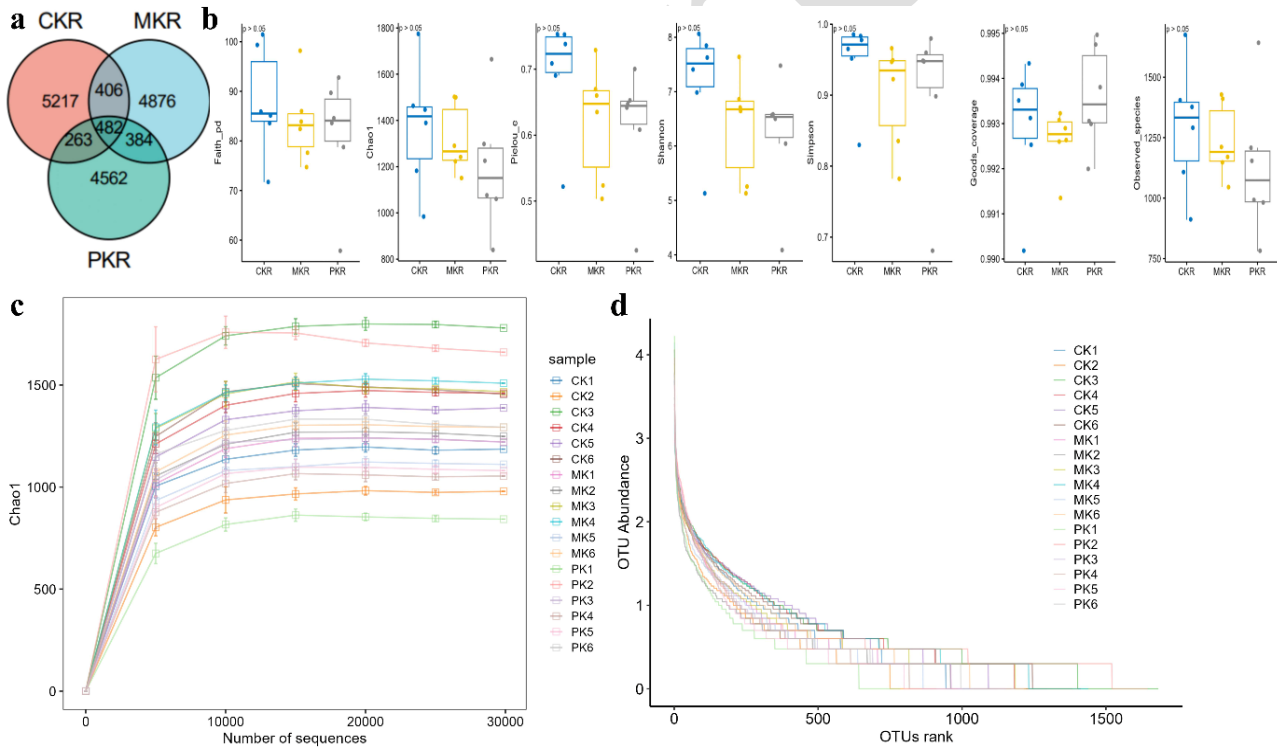 a
CKR
MKR
5217
406
4876
482
263
384
4562
PKR
b
p > 0.05
Faith_pd
100
90
80
70
60
CKR
MKR
PKR
p > 0.05
Chao1
1800
1600
1400
1200
1000
800
CKR
MKR
PKR
p > 0.05
Pielou_e
0.7
0.6
0.5
CKR
MKR
PKR
p > 0.05
Shannon
8
7
6
5
4
CKR
MKR
PKR
p > 0.05
Simpson
1.0
0.9
0.8
0.7
CKR
MKR
PKR
p > 0.05
Goods_coverage
0.995
0.994
0.993
0.992
0.991
0.990
CKR
MKR
PKR
p > 0.05
Observed_species
1500
1250
1000
750
CKR
MKR
PKR
c
Chao1
1500
1000
500
0
0
10000
20000
30000
Number of sequences
sample
CK1
CK2
CK3
CK4
CK5
CK6
MK1
MK2
MK3
MK4
MK5
MK6
PK1
PK2
PK3
PK4
PK5
PK6
d
OTU Abundance
4
3
2
1
0
0
500
1000
1500
OTUs rank
CK1
CK2
CK3
CK4
CK5
CK6
MK1
MK2
MK3
MK4
MK5
MK6
PK1
PK2
PK3
PK4
PK5
PK6